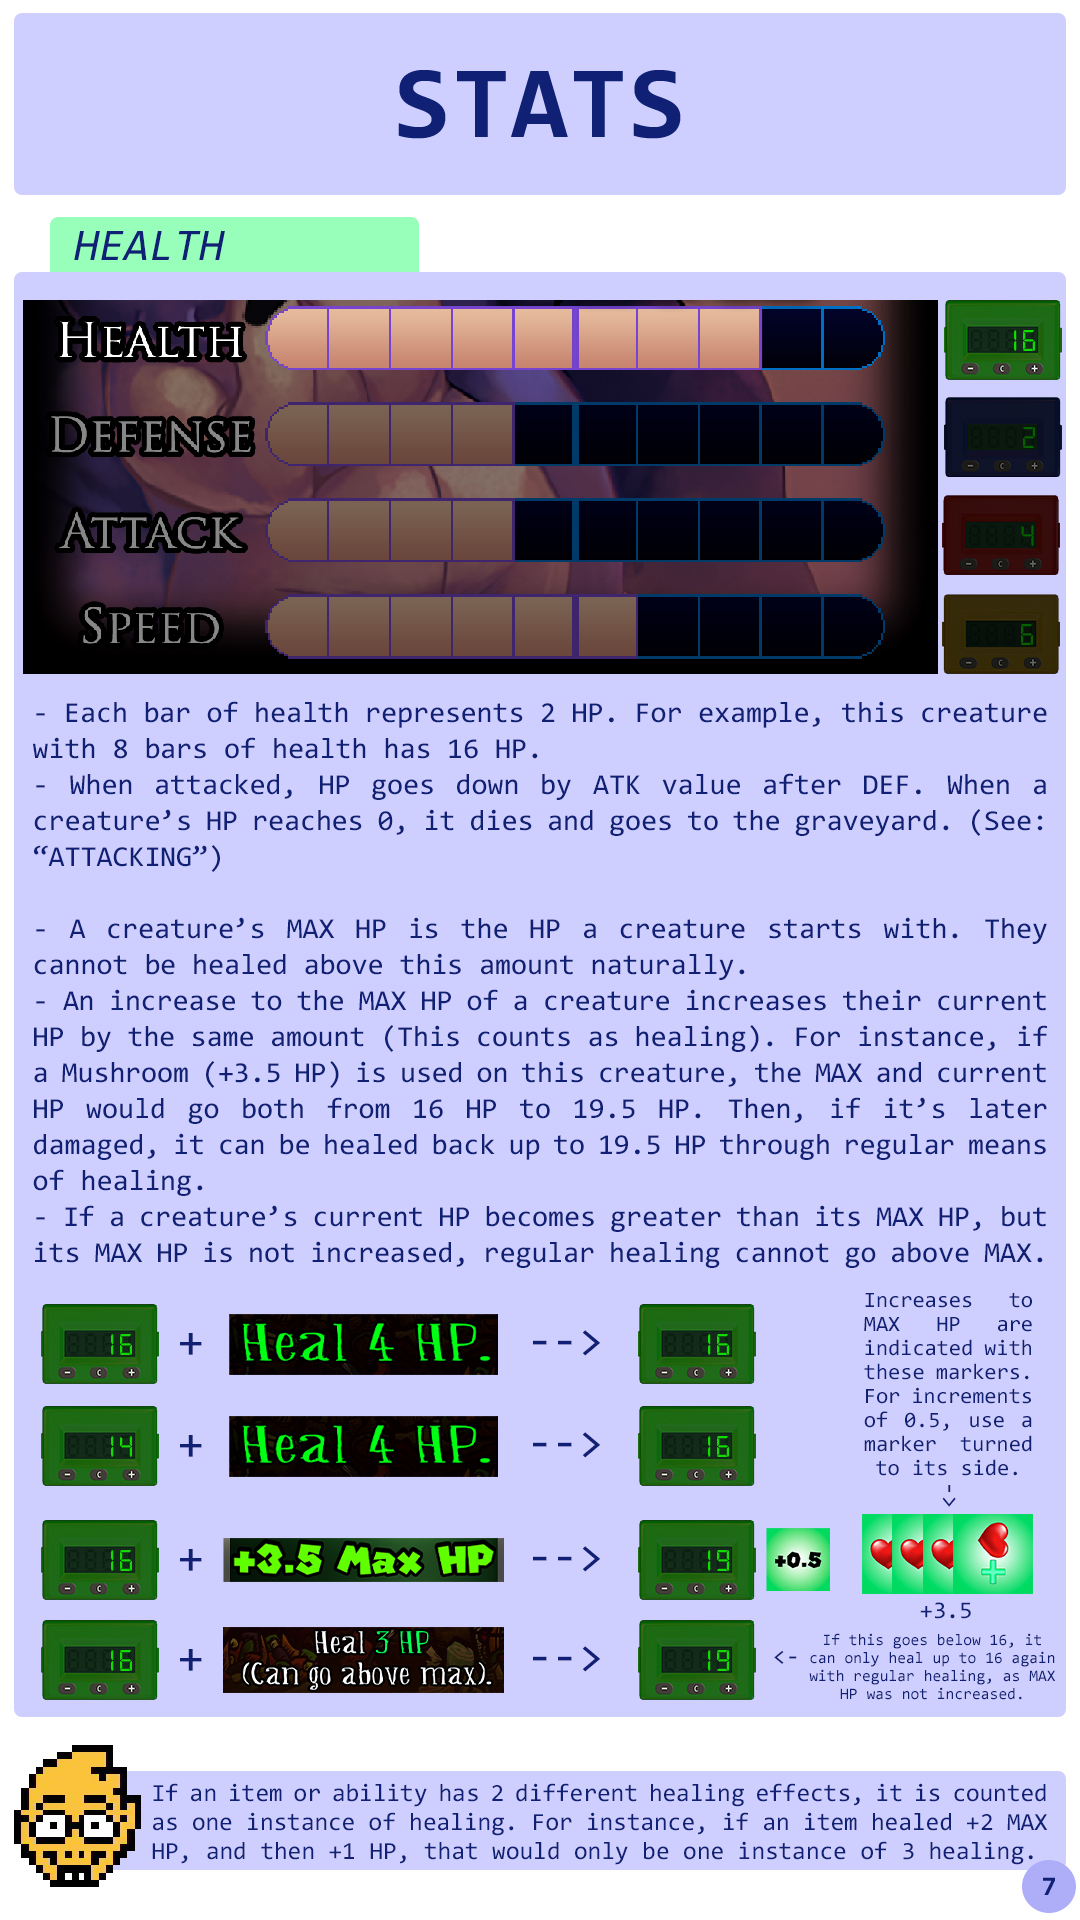 STATS
HEALTH
HEALTH
16
DEFENSE
2
ATTACK
4
SPEED
6
- Each bar of health represents 2 HP. For example, this creature
with 8 bars of health has 16 HP.
- When attacked, HP goes down by ATK value after DEF. When a
creature’s HP reaches 0, it dies and goes to the graveyard. (See:
“ATTACKING”)
- A creature’s MAX HP is the HP a creature starts with. They
cannot be healed above this amount naturally.
- An increase to the MAX HP of a creature increases their current
HP by the same amount (This counts as healing). For instance, if
a Mushroom (+3.5 HP) is used on this creature, the MAX and current
HP would go both from 16 HP to 19.5 HP. Then, if it’s later
damaged, it can be healed back up to 19.5 HP through regular means
of healing.
- If a creature’s current HP becomes greater than its MAX HP, but
its MAX HP is not increased, regular healing cannot go above MAX.
16 + Heal 4 HP. --> 16
14 + Heal 4 HP. --> 16
16 + +3.5 Max HP --> 19 +0.5
16 + Heal 3 HP
(Can go above max). --> 19
Increases to
MAX HP are
indicated with
these markers.
For increments
of 0.5, use a
marker turned
to its side.
+3.5
<- If this goes below 16, it
can only heal up to 16 again
with regular healing, as MAX
HP was not increased.
If an item or ability has 2 different healing effects, it is counted
as one instance of healing. For instance, if an item healed +2 MAX
HP, and then +1 HP, that would only be one instance of 3 healing.
7